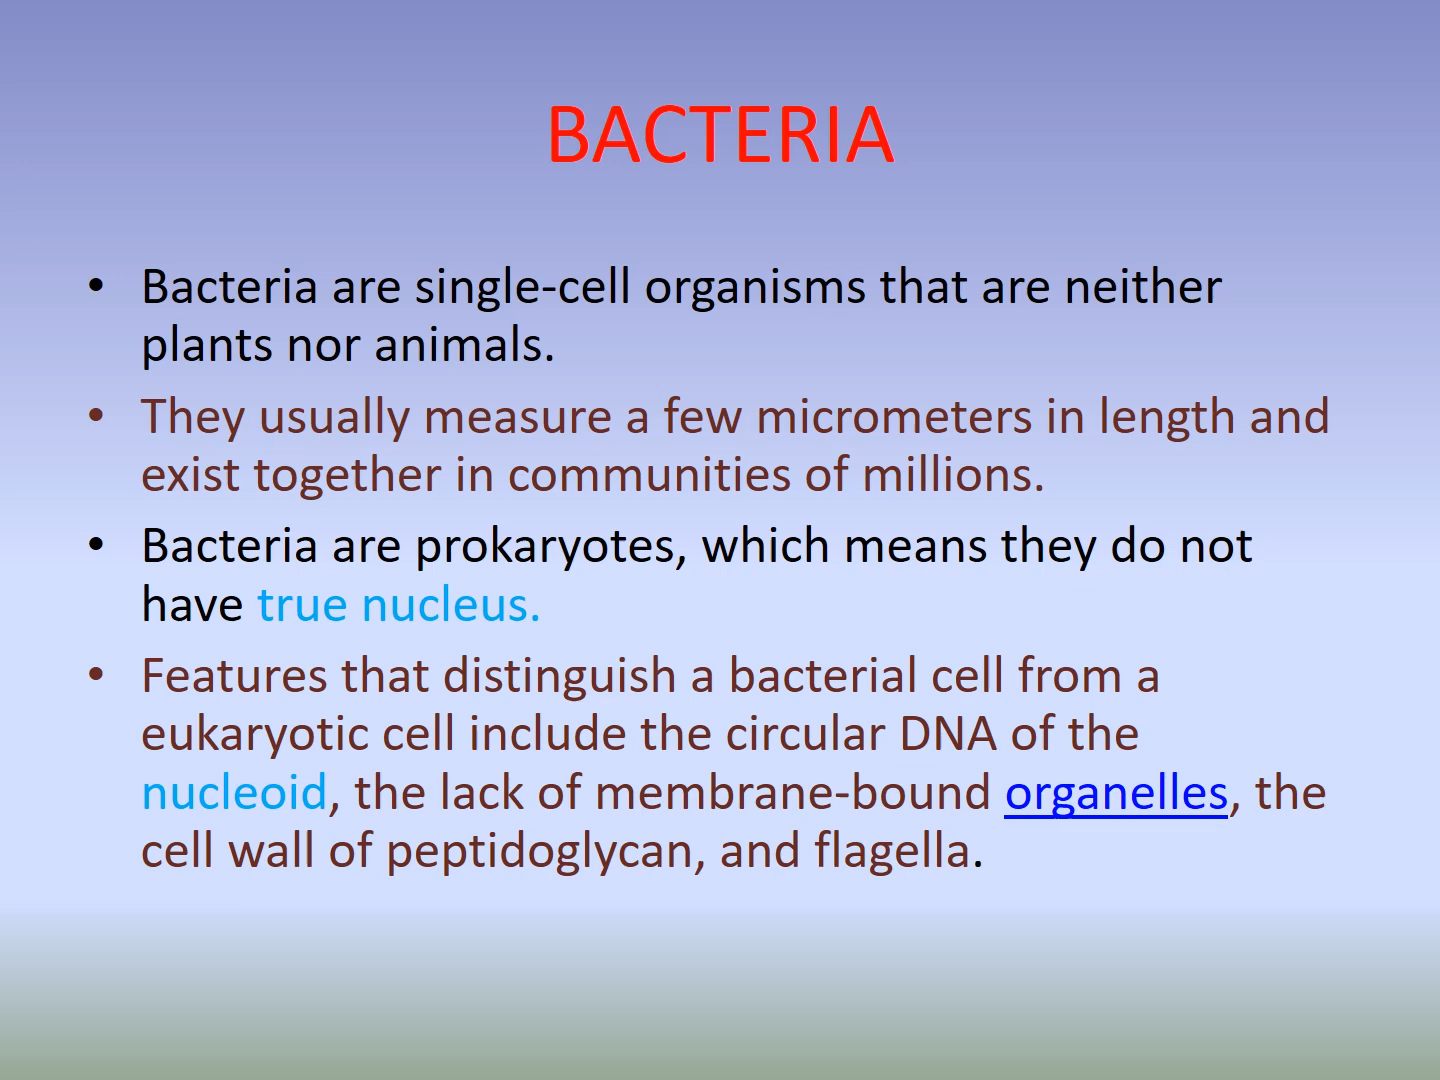 BACTERIA
• Bacteria are single-cell organisms that are neither
plants nor animals.
• They usually measure a few micrometers in length and
exist together in communities of millions.
• Bacteria are prokaryotes, which means they do not
have true nucleus.
• Features that distinguish a bacterial cell from a
eukaryotic cell include the circular DNA of the
nucleoid, the lack of membrane-bound organelles, the
cell wall of peptidoglycan, and flagella.